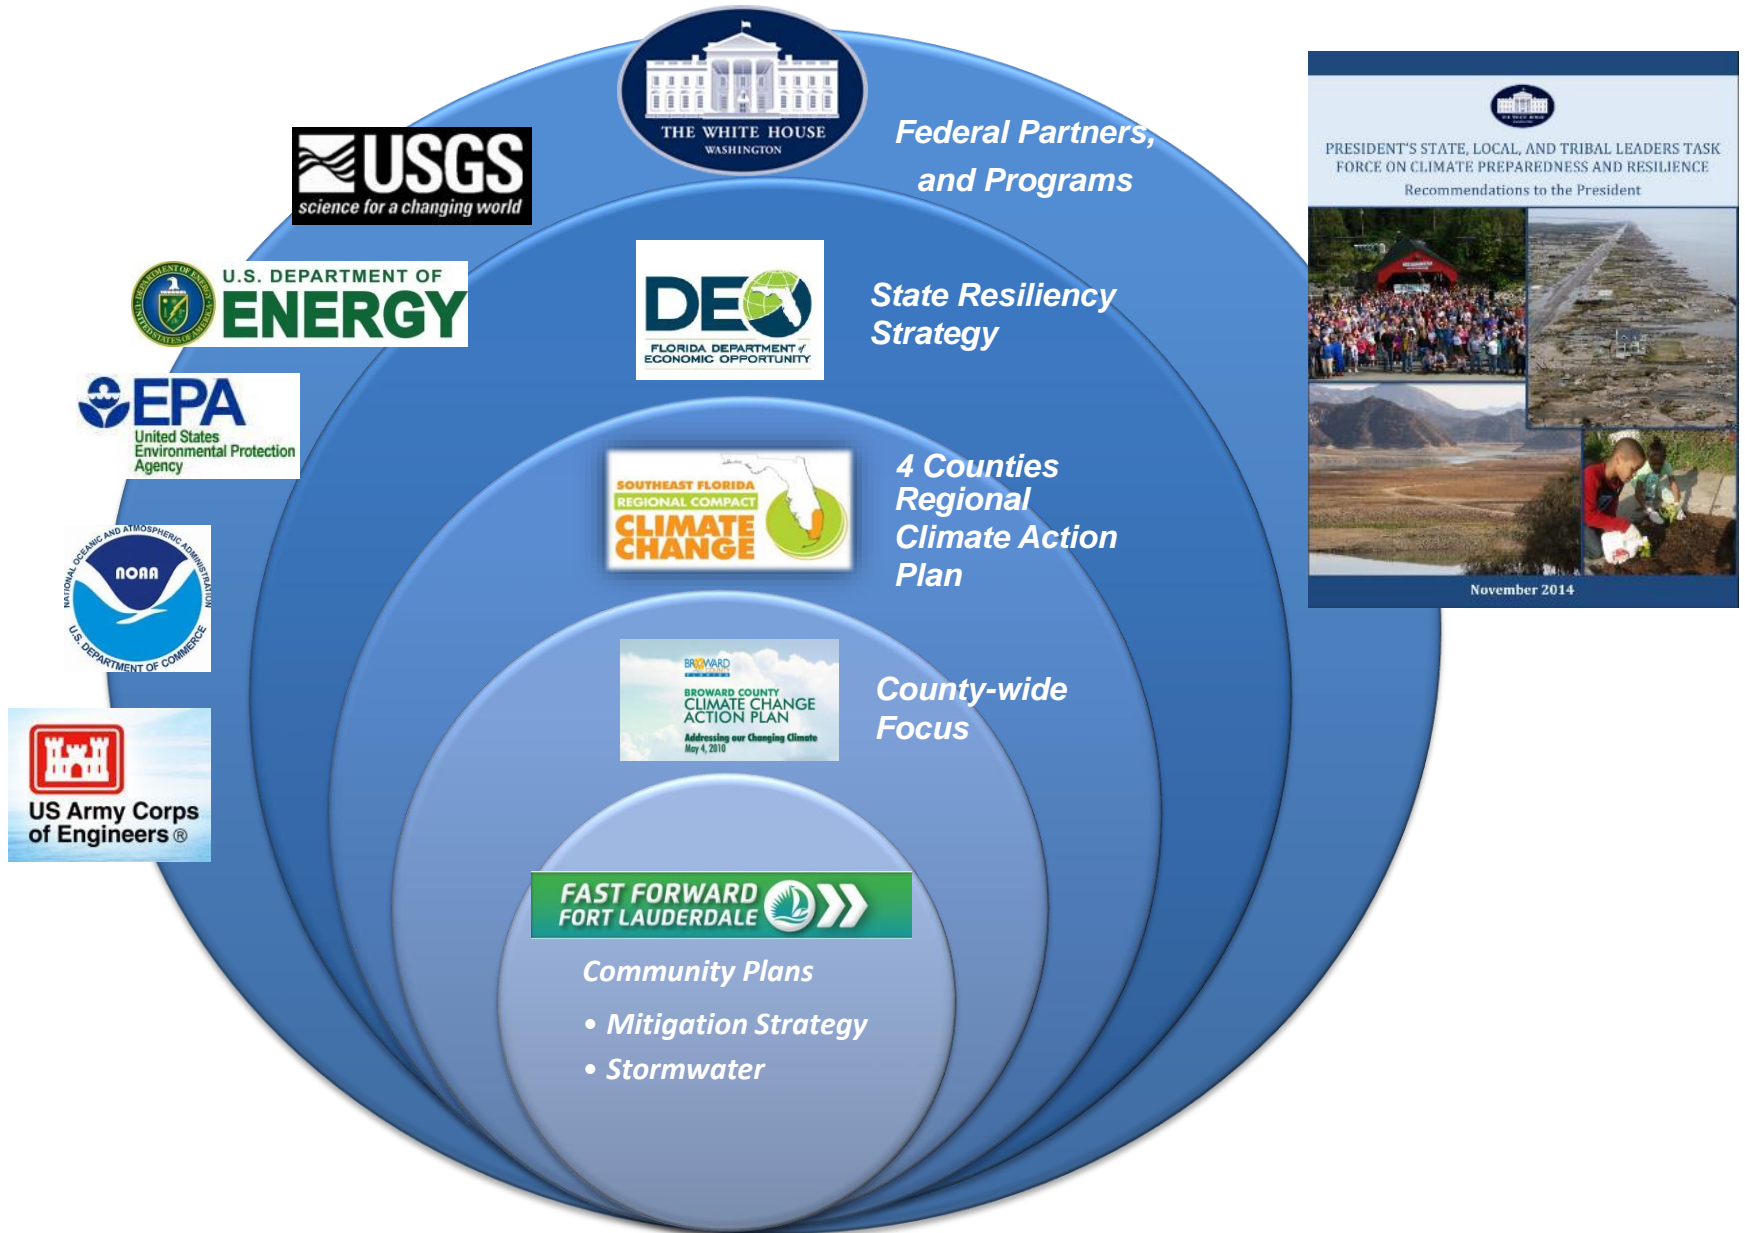 THE WHITE HOUSE
WASHINGTON
Federal Partners,
and Programs
USGS
science for a changing world
U.S. DEPARTMENT OF
ENERGY
EPA
United States
Environmental Protection
Agency
NATIONAL OCEANIC AND ATMOSPHERIC ADMINISTRATION
NOAA
U.S. DEPARTMENT OF COMMERCE
US Army Corps
of Engineers ®
DEO
FLORIDA DEPARTMENT of
ECONOMIC OPPORTUNITY
State Resiliency
Strategy
SOUTHEAST FLORIDA
REGIONAL COMPACT
CLIMATE
CHANGE
4 Counties
Regional
Climate Action
Plan
BROWARD
COUNTY
FLORIDA
BROWARD COUNTY
CLIMATE CHANGE
ACTION PLAN
Addressing our Changing Climate
May 4, 2010
County-wide
Focus
FAST FORWARD
FORT LAUDERDALE
Community Plans
• Mitigation Strategy
• Stormwater
THE WHITE HOUSE
PRESIDENT'S STATE, LOCAL, AND TRIBAL LEADERS TASK
FORCE ON CLIMATE PREPAREDNESS AND RESILIENCE
Recommendations to the President
November 2014